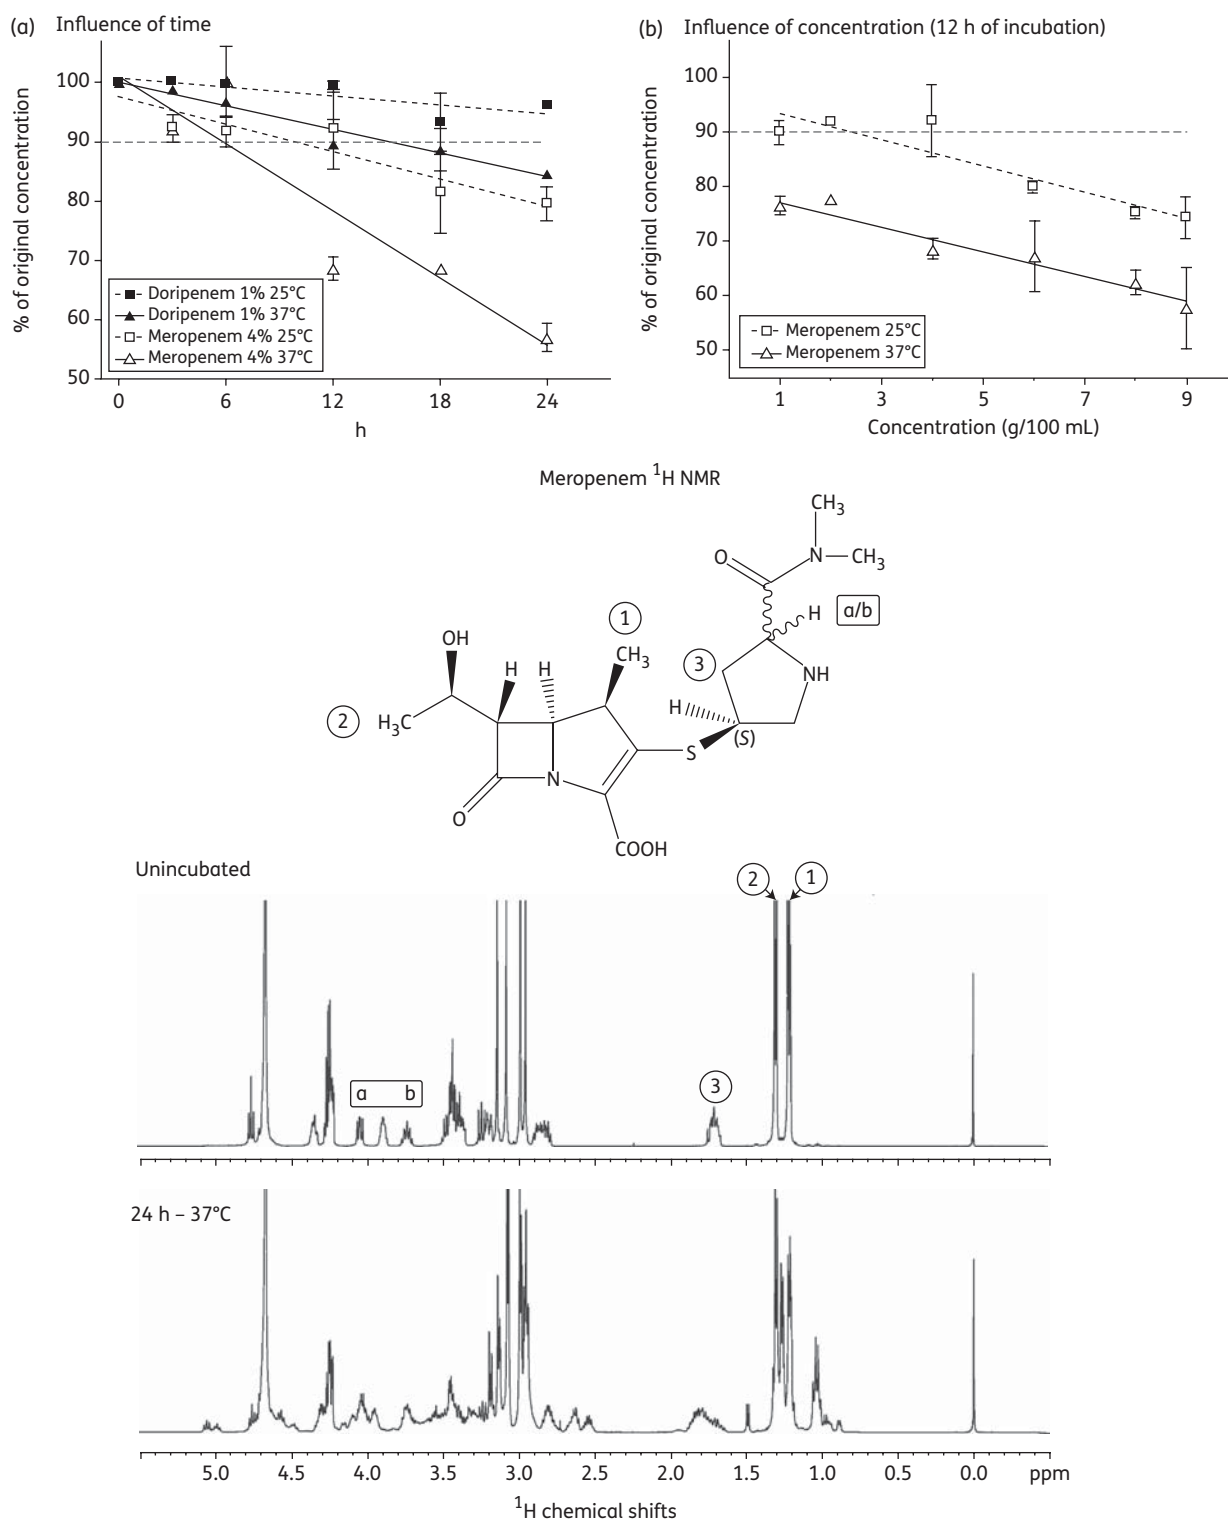 (a) Influence of time
% of original concentration
100
90
80
70
60
50
0 6 12 18 24
h
Doripenem 1% 25°C
Doripenem 1% 37°C
Meropenem 4% 25°C
Meropenem 4% 37°C
(b) Influence of concentration (12 h of incubation)
% of original concentration
100
90
80
70
60
50
1 3 5 7 9
Concentration (g/100 mL)
Meropenem 25°C
Meropenem 37°C
Meropenem ¹H NMR
CH₃
O N CH₃
H a/b
1
OH
CH₃ 3
H H NH
2 H₃C H
S (S)
N
O
COOH
Unincubated
2 1
a b
3
24 h – 37°C
5.0 4.5 4.0 3.5 3.0 2.5 2.0 1.5 1.0 0.5 0.0 ppm
¹H chemical shifts